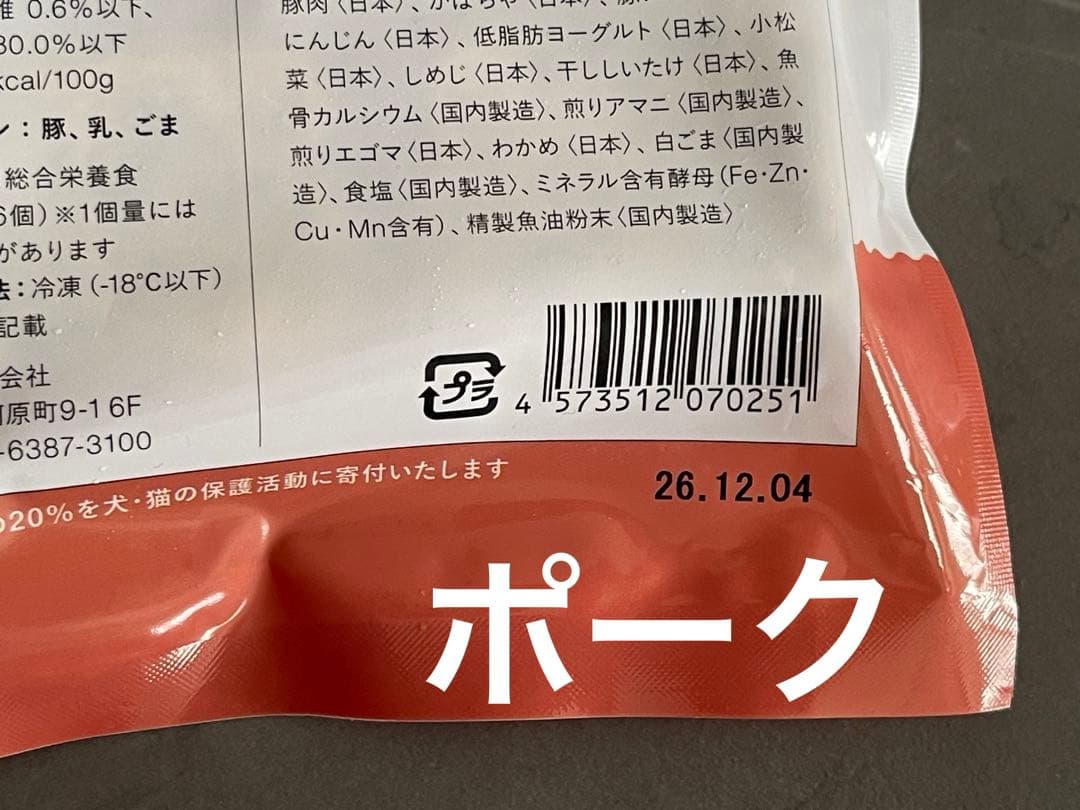 0.6%以下、
30.0%以下
kcal/100g
：豚、乳、ごま
総合栄養食
6個)※1個量には
があります
法：冷凍(-18℃以下)
記載
会社
原町9-1 6F
-6387-3100
豚肉〈日本〉、かぼちゃ〈日本〉、
にんじん〈日本〉、低脂肪ヨーグルト〈日本〉、小松
菜〈日本〉、しめじ〈日本〉、干ししいたけ〈日本〉、魚
骨カルシウム〈国内製造〉、煎りアマニ〈国内製造〉、
煎りエゴマ〈日本〉、わかめ〈日本〉、白ごま〈国内製
造〉、食塩〈国内製造〉、ミネラル含有酵母(Fe・Zn・
Cu・Mn含有)、精製魚油粉末〈国内製造〉
プラ
4 573512 070251
20%を犬・猫の保護活動に寄付いたします
26.12.04
ポーク